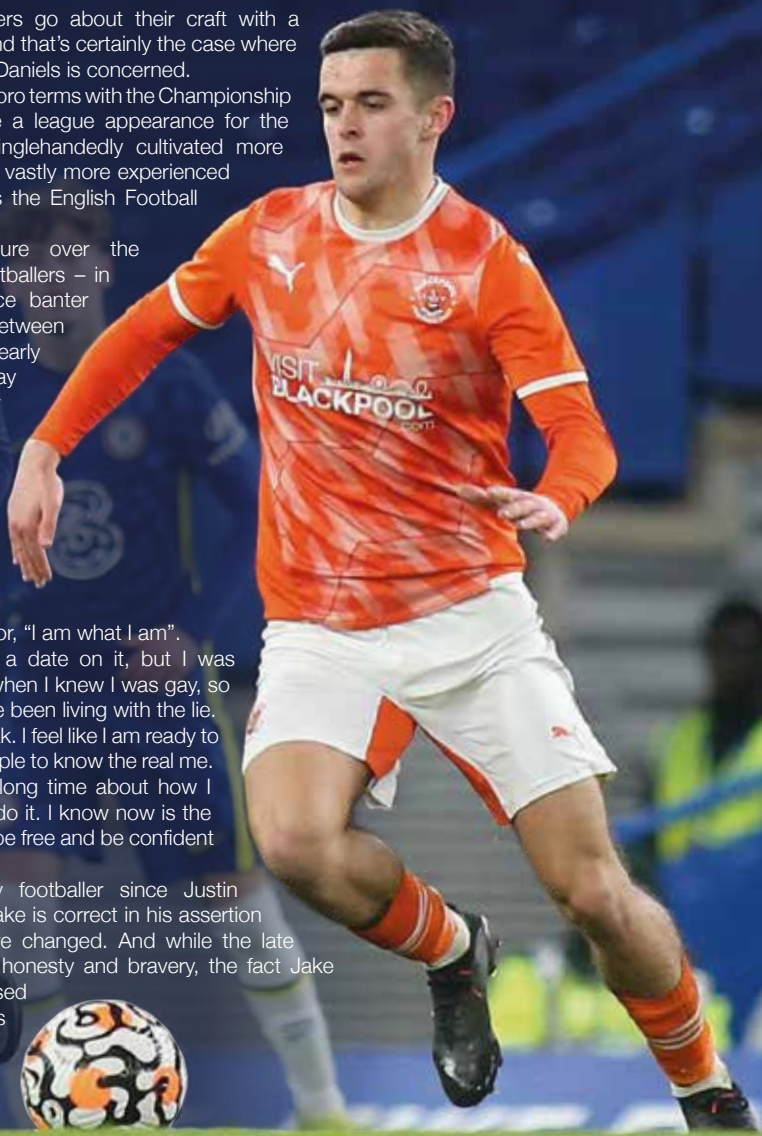 ers go about their craft with a
nd that's certainly the case where
Daniels is concerned.
pro terms with the Championship
e a league appearance for the
inglehandedly cultivated more
vastly more experienced
s the English Football
ure over the
tballers – in
ce banter
etween
early
ay
or, “I am what I am”.
a date on it, but I was
when I knew I was gay, so
e been living with the lie.
k. I feel like I am ready to
ple to know the real me.
long time about how I
do it. I know now is the
be free and be confident
y footballer since Justin
ake is correct in his assertion
e changed. And while the late
honesty and bravery, the fact Jake
sed
s
VISIT
BLACKPOOL
.com
3